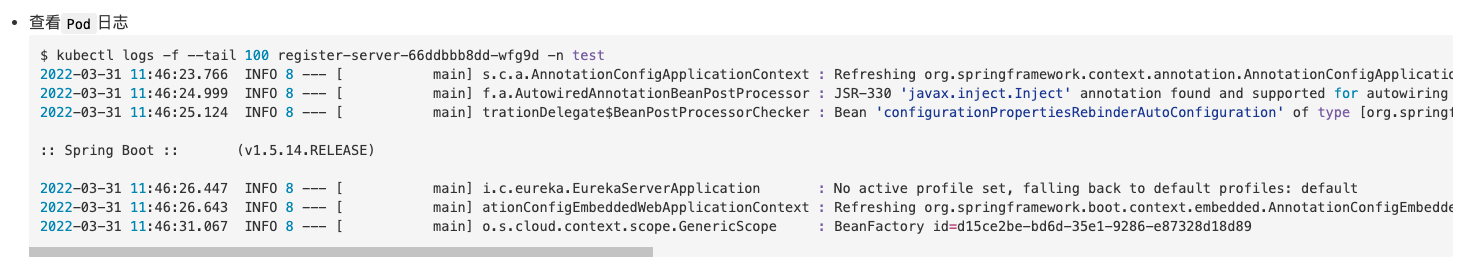 查看 Pod 日志
$ kubectl logs -f --tail 100 register-server-66ddbbb8dd-wfg9d -n test
2022-03-31 11:46:23.766  INFO 8 --- [           main] s.c.a.AnnotationConfigApplicationContext : Refreshing org.springframework.context.annotation.AnnotationConfigApplicatio
2022-03-31 11:46:24.999  INFO 8 --- [           main] f.a.AutowiredAnnotationBeanPostProcessor : JSR-330 'javax.inject.Inject' annotation found and supported for autowiring
2022-03-31 11:46:25.124  INFO 8 --- [           main] trationDelegate$BeanPostProcessorChecker : Bean 'configurationPropertiesRebinderAutoConfiguration' of type [org.springf
:: Spring Boot ::       (v1.5.14.RELEASE)
2022-03-31 11:46:26.447  INFO 8 --- [           main] i.c.eureka.EurekaServerApplication       : No active profile set, falling back to default profiles: default
2022-03-31 11:46:26.643  INFO 8 --- [           main] ationConfigEmbeddedWebApplicationContext : Refreshing org.springframework.boot.context.embedded.AnnotationConfigEmbedde
2022-03-31 11:46:31.067  INFO 8 --- [           main] o.s.cloud.context.scope.GenericScope     : BeanFactory id=d15ce2be-bd6d-35e1-9286-e87328d18d89